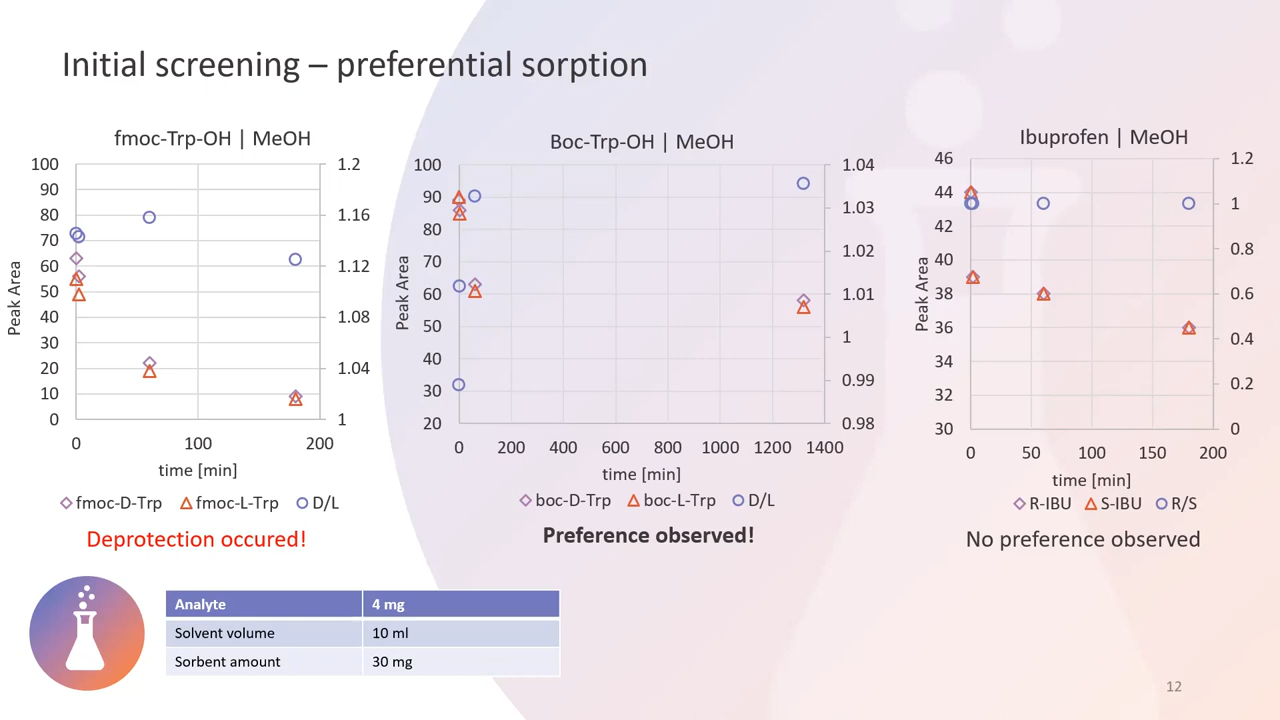 Initial screening – preferential sorption
fmoc-Trp-OH | MeOH
100
90
80
70
60
50
40
30
20
10
0
Peak Area
1.2
1.16
1.12
1.08
1.04
1
0 100 200
time [min]
fmoc-D-Trp fmoc-L-Trp D/L
Deprotection occured!
Boc-Trp-OH | MeOH
100
90
80
70
60
50
40
30
20
Peak Area
1.04
1.03
1.02
1.01
1
0.99
0.98
0 200 400 600 800 1000 1200 1400
time [min]
boc-D-Trp boc-L-Trp D/L
Preference observed!
Ibuprofen | MeOH
46
44
42
40
38
36
34
32
30
Peak Area
1.2
1
0.8
0.6
0.4
0.2
0
0 50 100 150 200
time [min]
R-IBU S-IBU R/S
No preference observed
Analyte 4 mg
Solvent volume 10 ml
Sorbent amount 30 mg
12